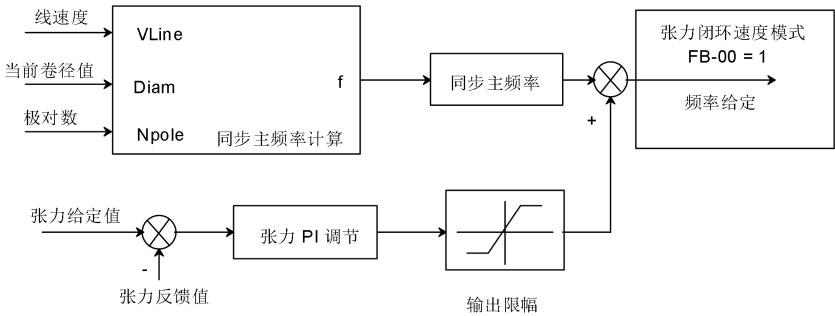 线速度
VLine
当前卷径值
Diam
f
极对数
Npole
同步主频率计算
同步主频率
+
张力闭环速度模式
FB-00 = 1
频率给定
张力给定值
-
张力反馈值
张力 PI 调节
输出限幅